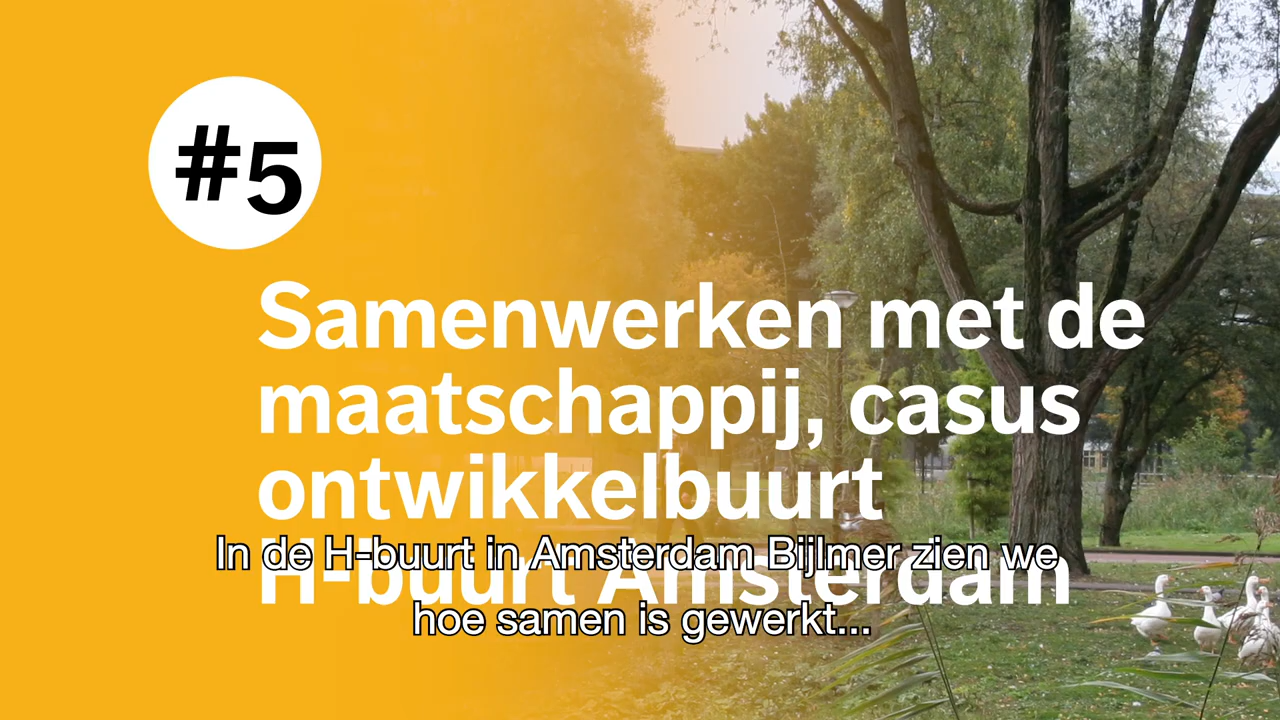 #5
Samenwerken met de
maatschappij, casus
ontwikkelbuurt
H-buurt Amsterdam
In de H-buurt in Amsterdam Bijlmer zien we
hoe samen is gewerkt...